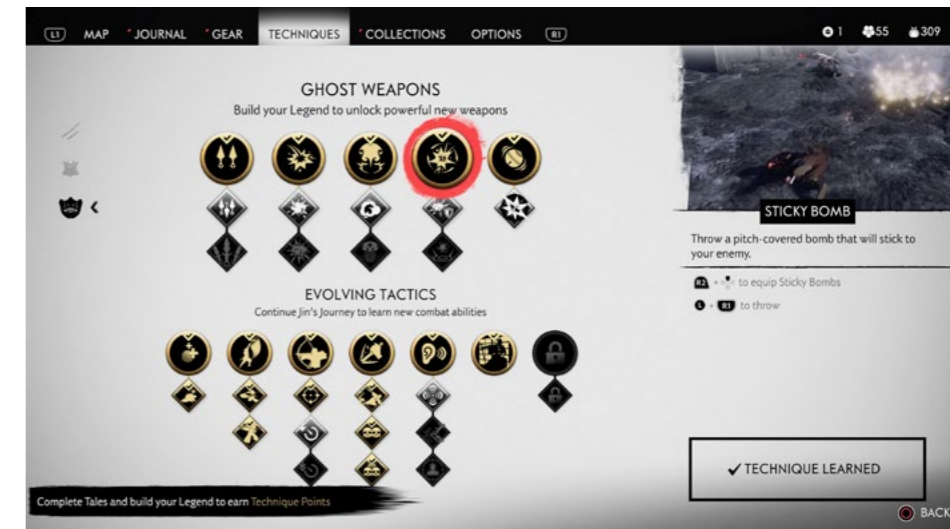 L1 MAP JOURNAL GEAR TECHNIQUES COLLECTIONS OPTIONS R1 1 55 309
GHOST WEAPONS
Build your Legend to unlock powerful new weapons
STICKY BOMB
Throw a pitch-covered bomb that will stick to
your enemy.
R2 + to equip Sticky Bombs
L + R1 to throw
EVOLVING TACTICS
Continue Jin's Journey to learn new combat abilities
TECHNIQUE LEARNED
Complete Tales and build your Legend to earn Technique Points
BACK